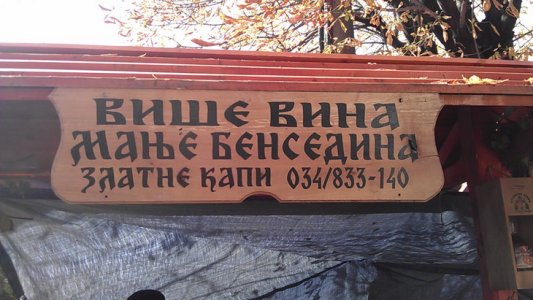 ВИШЕ ВИНА
МАЊЕ БЕНСЕДИНА
ЗЛАТНЕ КАПИ 034/833-140